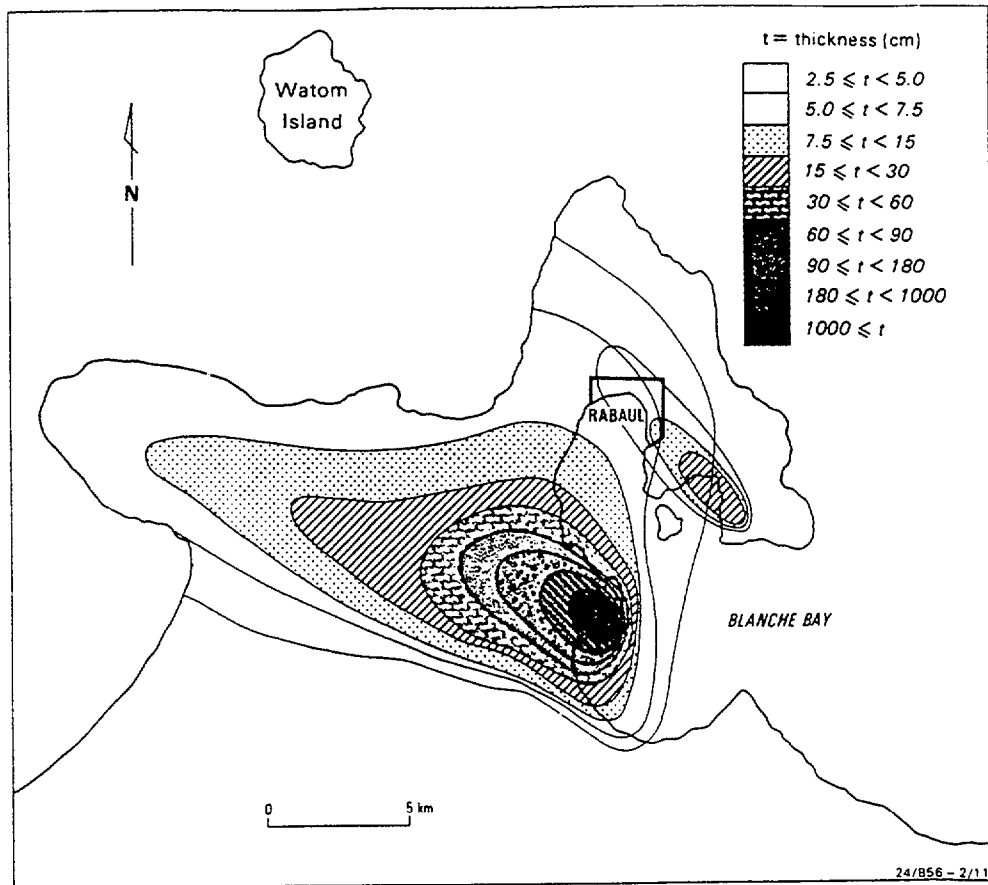 t = thickness (cm)
2.5 ⩽ t < 5.0
5.0 ⩽ t < 7.5
7.5 ⩽ t < 15
15 ⩽ t < 30
30 ⩽ t < 60
60 ⩽ t < 90
90 ⩽ t < 180
180 ⩽ t < 1000
1000 ⩽ t
Watom
Island
N
RABAUL
BLANCHE BAY
0 5 km
24/B56 – 2/11